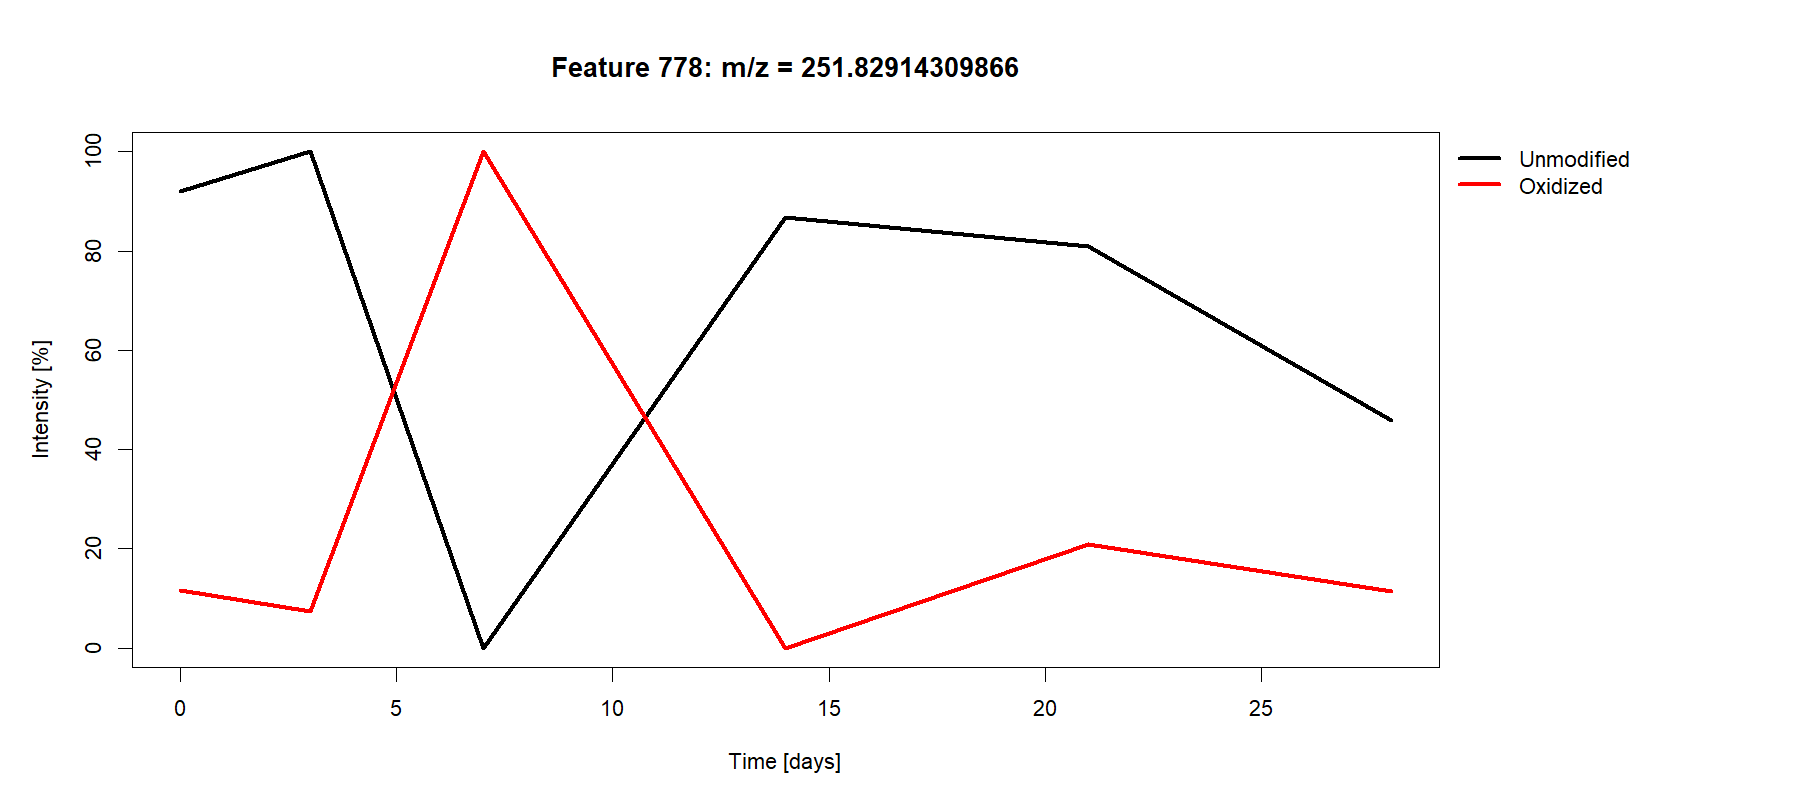 Feature 778: m/z = 251.82914309866
Unmodified
Oxidized
Intensity [%]
100
80
60
40
20
0
0 5 10 15 20 25
Time [days]